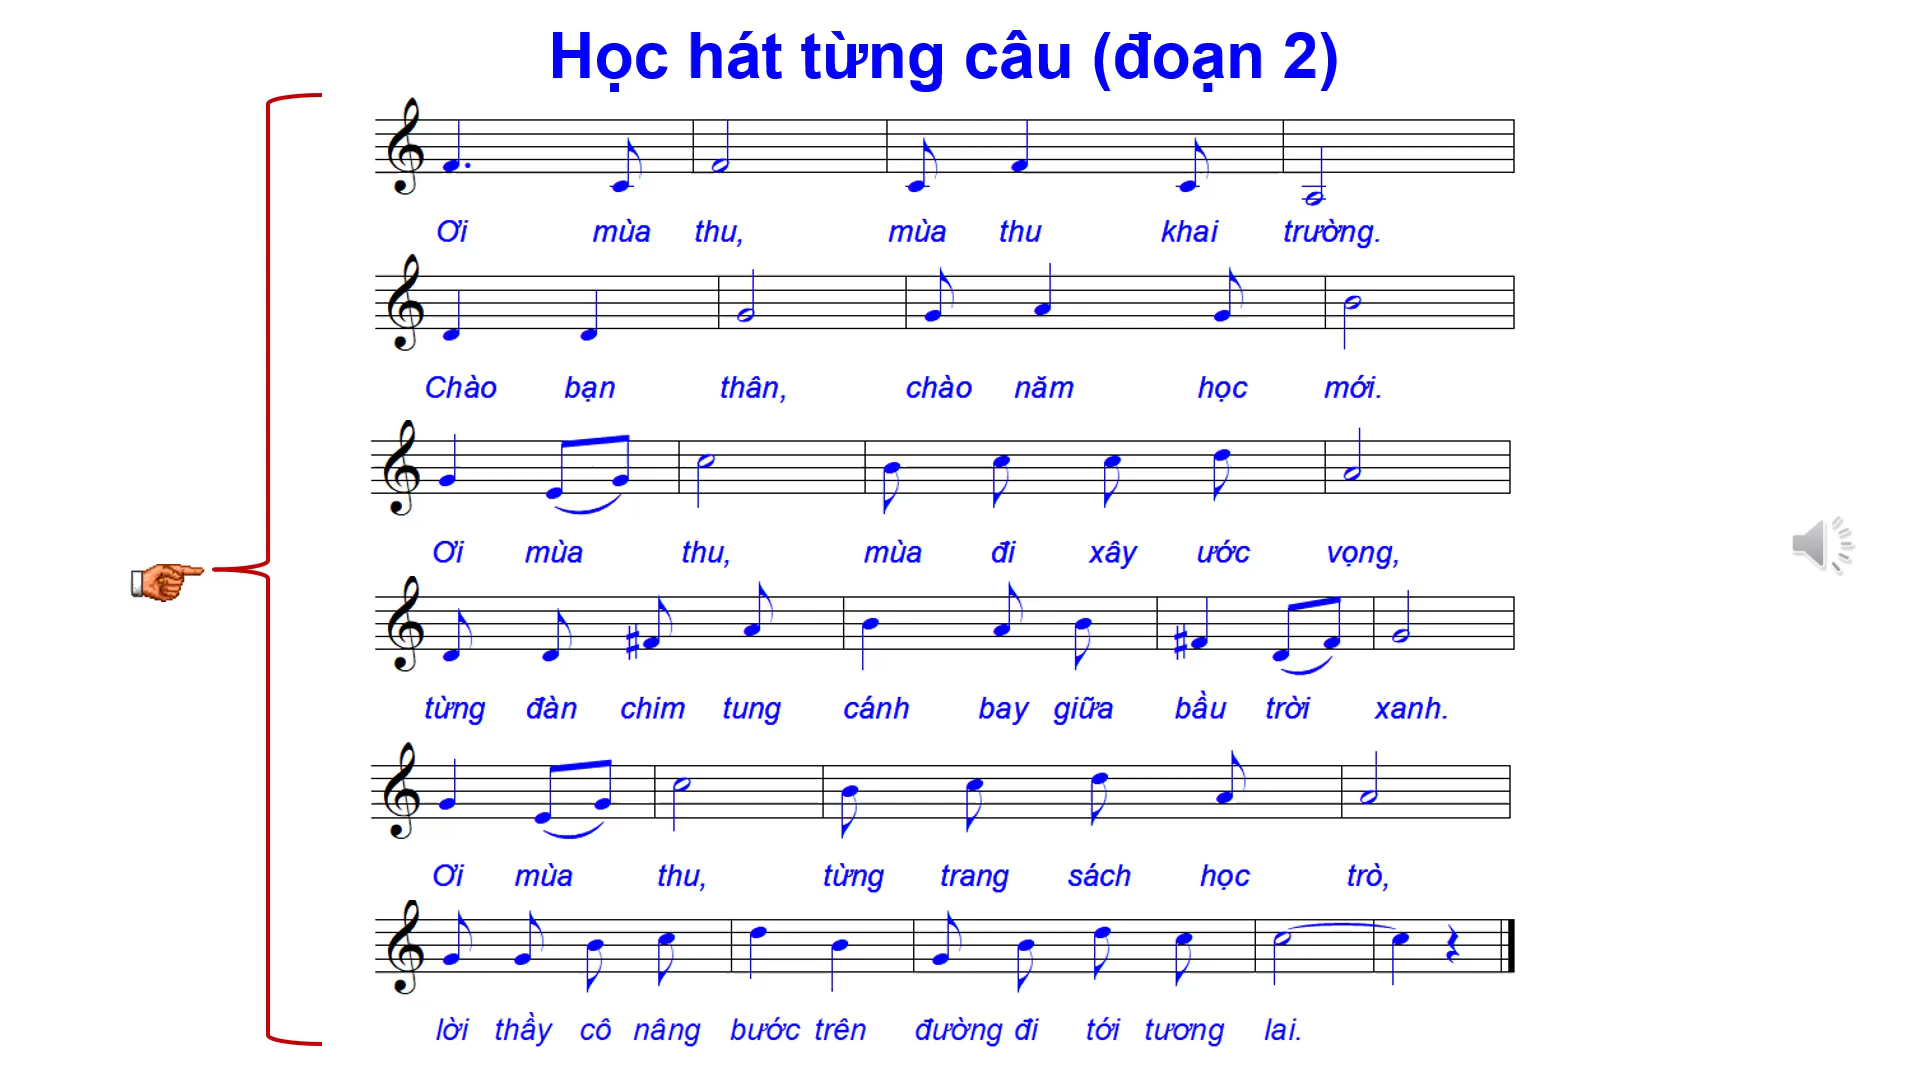 Học hát từng câu (đoạn 2)
Ơi mùa thu, mùa thu khai trường.
Chào bạn thân, chào năm học mới.
Ơi mùa thu, mùa đi xây ước vọng,
từng đàn chim tung cánh bay giữa bầu trời xanh.
Ơi mùa thu, từng trang sách học trò,
lời thầy cô nâng bước trên đường đi tới tương lai.